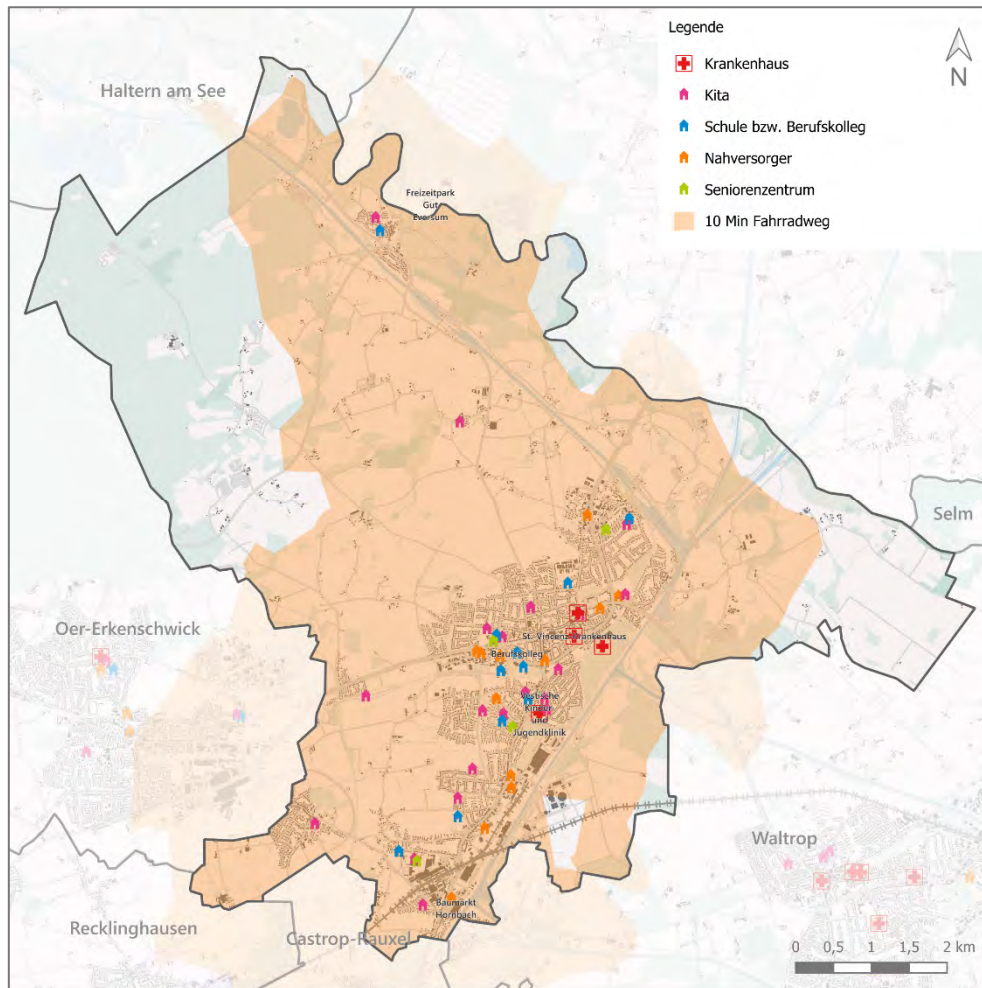 Legende
Krankenhaus
Kita
Schule bzw. Berufskolleg
Nahversorger
Seniorenzentrum
10 Min Fahrradweg
N
Haltern am See
Freizeitpark
Gut
Eversum
Selm
Oer-Erkenschwick
St.-Vincenz-Krankenhaus
Berufskolleg
Vestische
Kinder
und
Jugendklinik
Waltrop
Baumarkt
Hornbach
Recklinghausen
Castrop-Rauxel
0 0,5 1 1,5 2 km